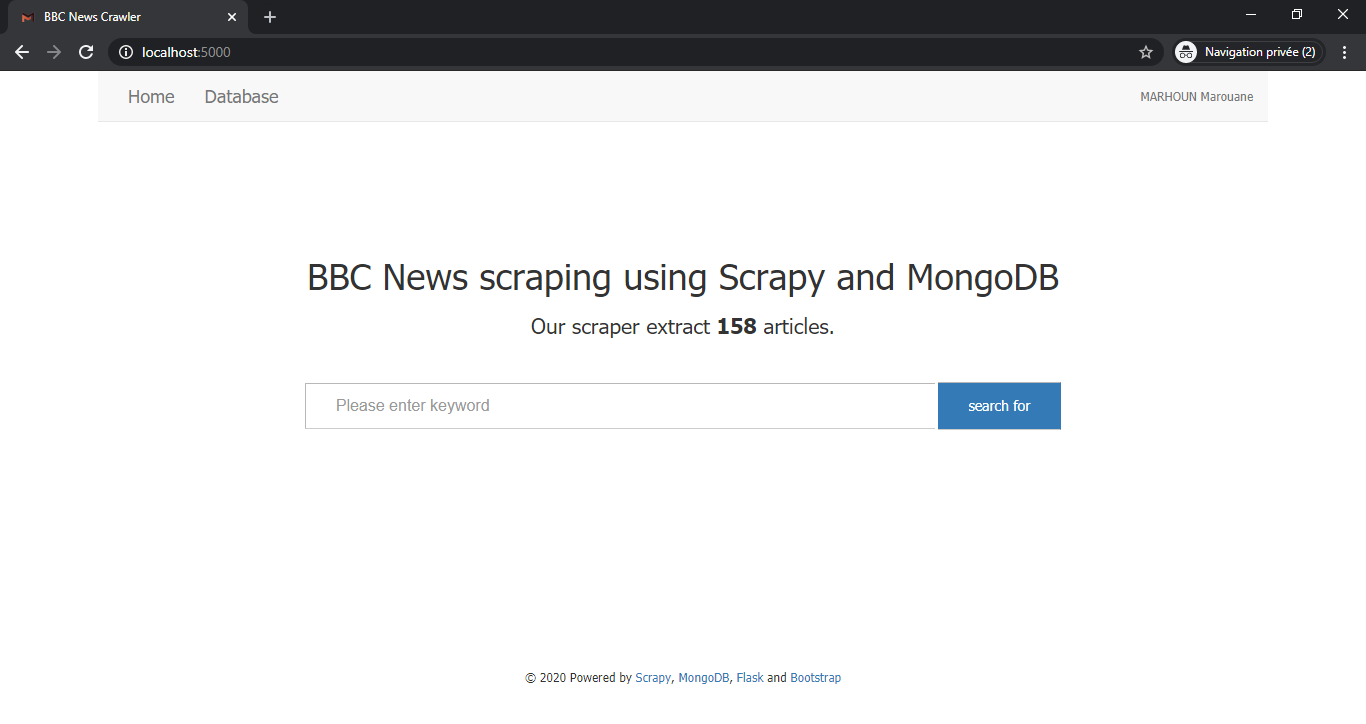 BBC News Crawler
localhost:5000
Navigation privée (2)
Home Database MARHOUN Marouane
BBC News scraping using Scrapy and MongoDB
Our scraper extract 158 articles.
Please enter keyword search for
© 2020 Powered by Scrapy, MongoDB, Flask and Bootstrap